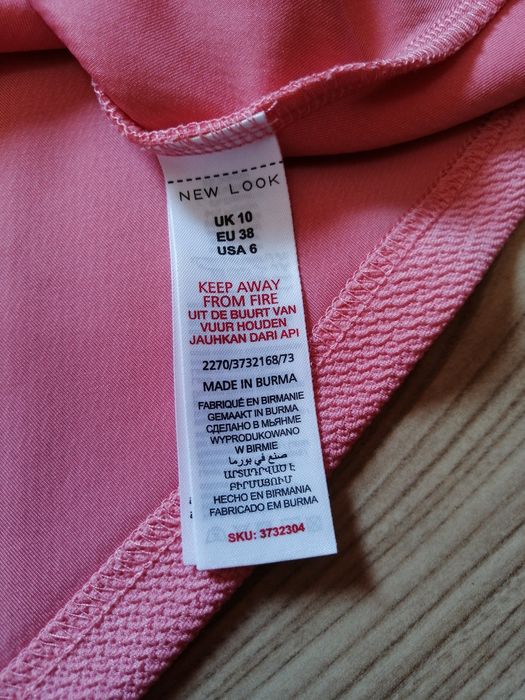 NEW LOOK
UK 10
EU 38
USA 6
KEEP AWAY
FROM FIRE
UIT DE BUURT VAN
VUUR HOUDEN
JAUHKAN DARI API
2270/3732168/73
MADE IN BURMA
FABRIQUÉ EN BIRMANIE
GEMAAKT IN BURMA
СДЕЛАНО В МЬЯНМЕ
WYPRODUKOWANO
W BIRMIE
صنع في بورما
ԱՐՏԱԴՐՎԱԾ Է
ԲԻՐՄԱՅՈՒՄ
HECHO EN BIRMANIA
FABRICADO EM BURMA
SKU: 3732304